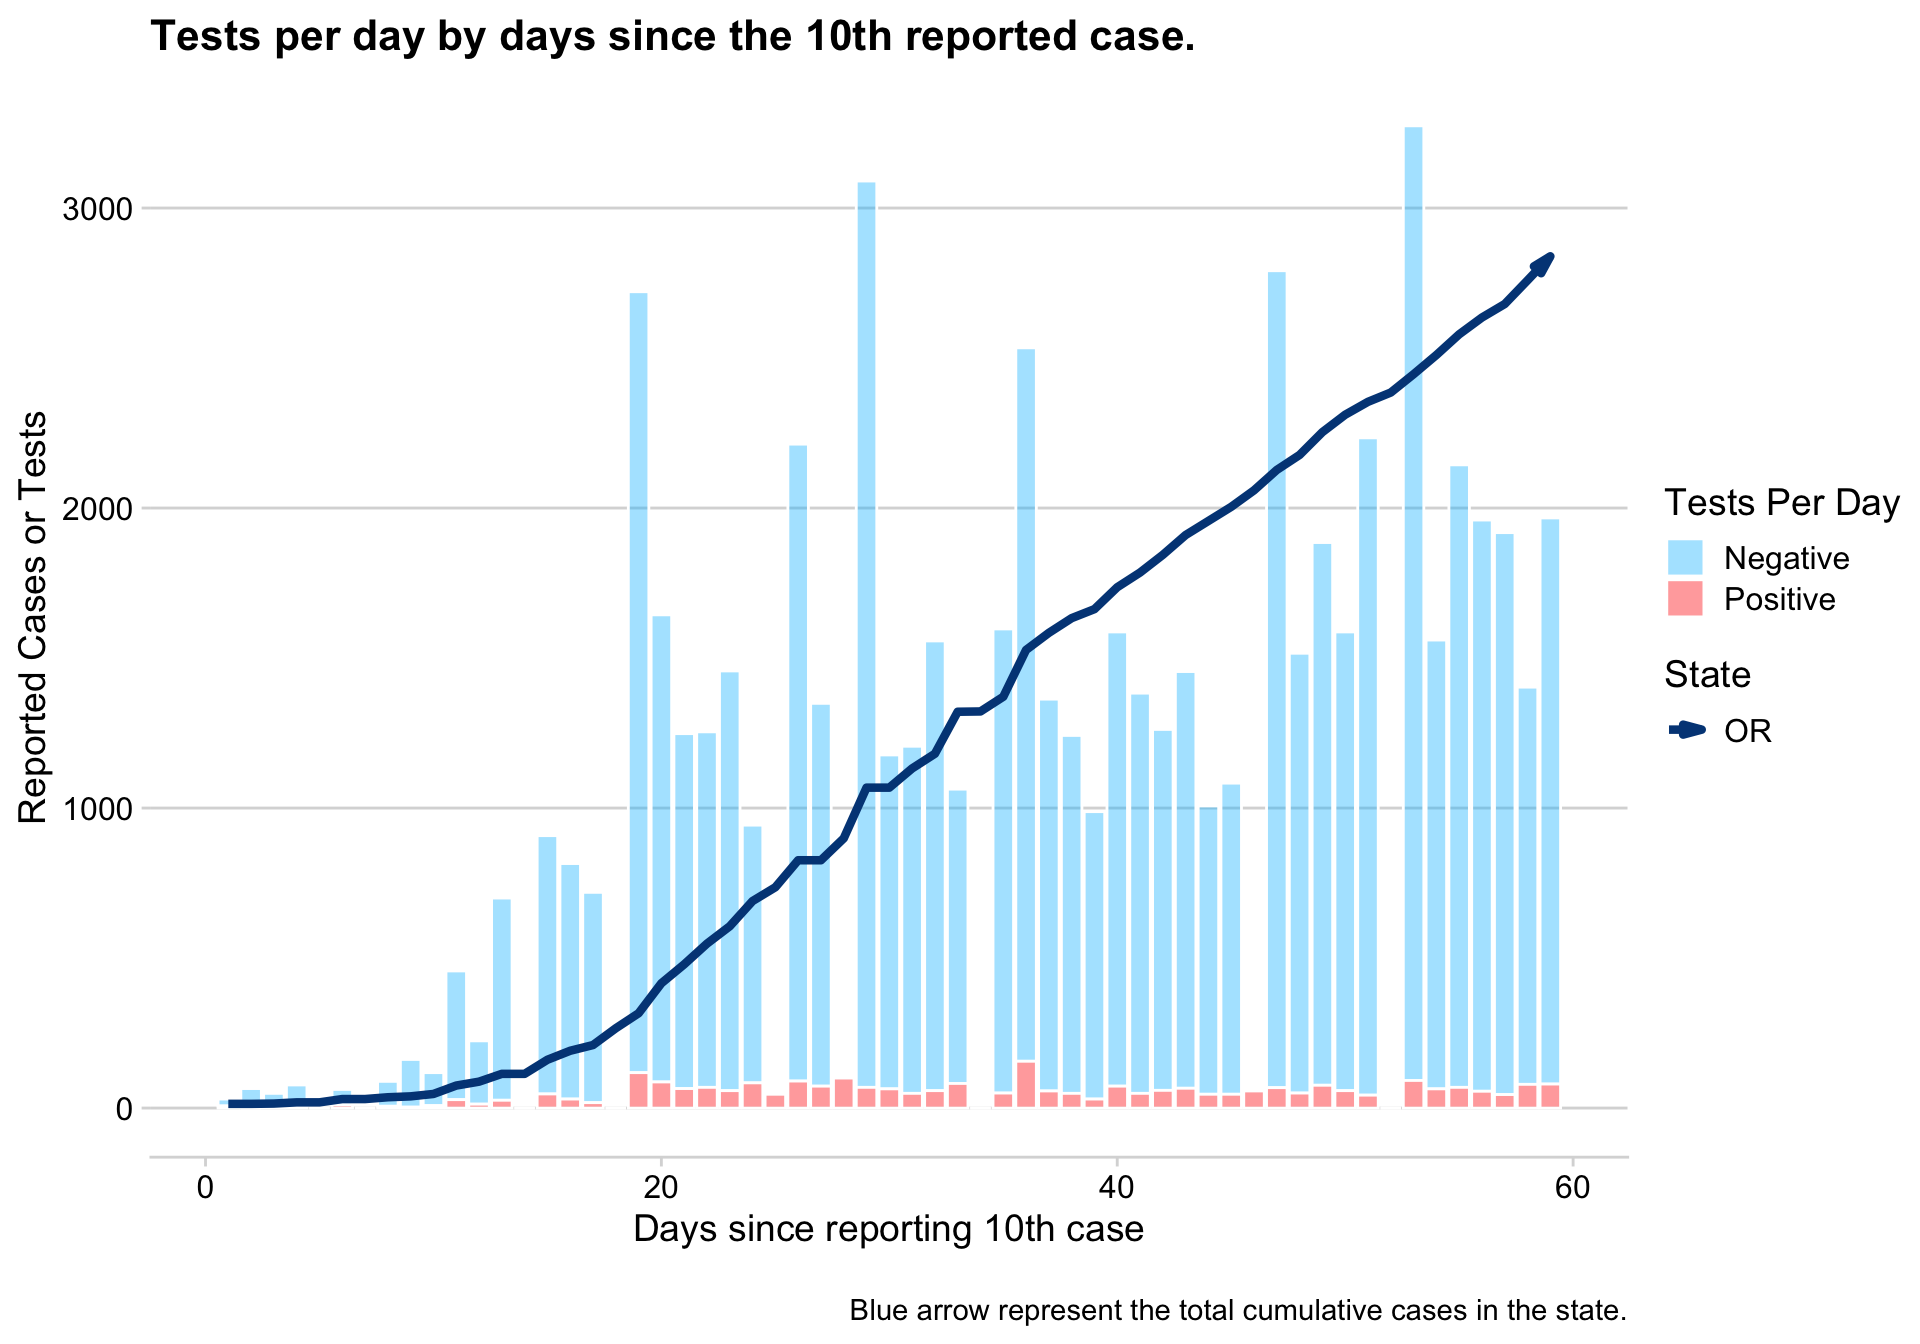 Tests per day by days since the 10th reported case.
Reported Cases or Tests
3000
2000
1000
0
0
20
40
60
Days since reporting 10th case
Tests Per Day
Negative
Positive
State
OR
Blue arrow represent the total cumulative cases in the state.